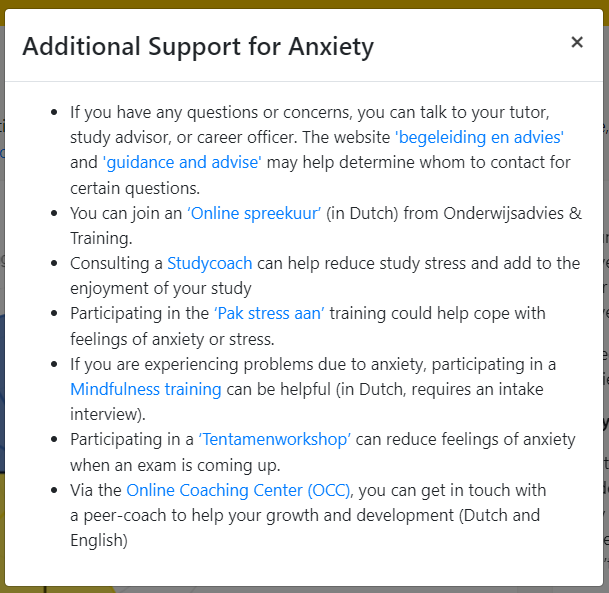 Additional Support for Anxiety ×
• If you have any questions or concerns, you can talk to your tutor,
study advisor, or career officer. The website 'begeleiding en advies'
and 'guidance and advise' may help determine whom to contact for
certain questions.
• You can join an ‘Online spreekuur’ (in Dutch) from Onderwijsadvies &
Training.
• Consulting a Studycoach can help reduce study stress and add to the
enjoyment of your study
• Participating in the ‘Pak stress aan’ training could help cope with
feelings of anxiety or stress.
• If you are experiencing problems due to anxiety, participating in a
Mindfulness training can be helpful (in Dutch, requires an intake
interview).
• Participating in a ‘Tentamenworkshop’ can reduce feelings of anxiety
when an exam is coming up.
• Via the Online Coaching Center (OCC), you can get in touch with
a peer-coach to help your growth and development (Dutch and
English)